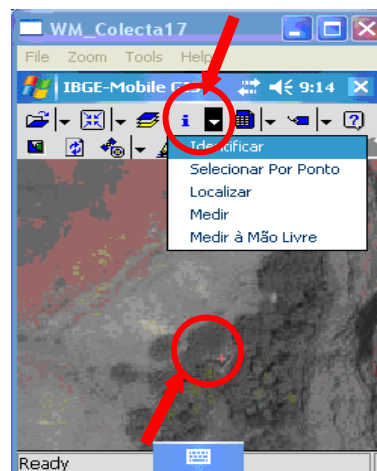 WM_Colecta17
File Zoom Tools Help
IBGE-Mobile 9:14
i
Identificar
Selecionar Por Ponto
Localizar
Medir
Medir à Mão Livre
Ready